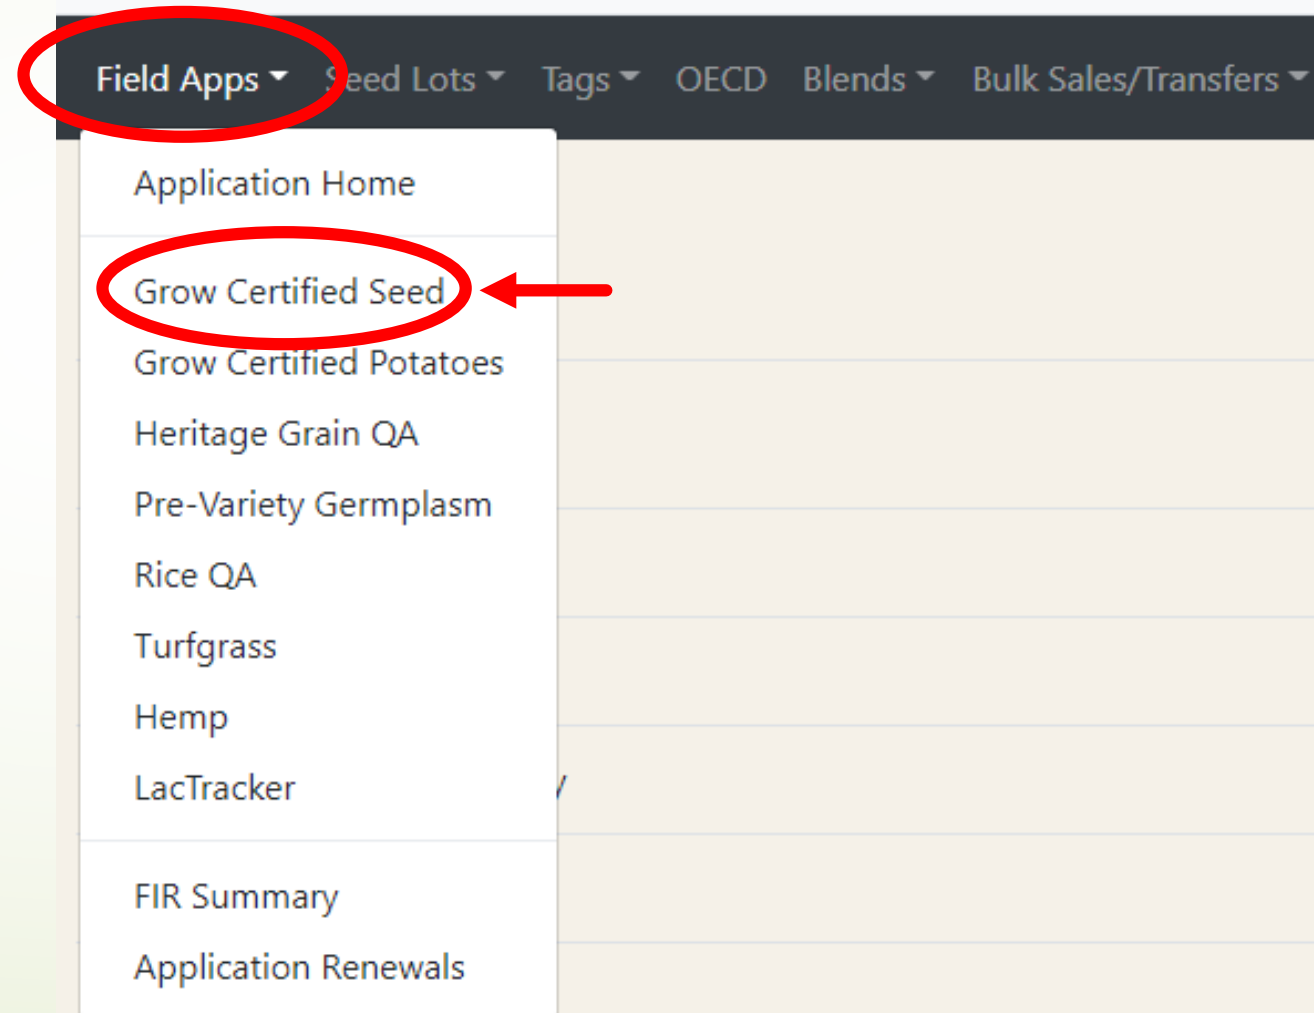 Field Apps Seed Lots Tags OECD Blends Bulk Sales/Transfers
Application Home
Grow Certified Seed
Grow Certified Potatoes
Heritage Grain QA
Pre-Variety Germplasm
Rice QA
Turfgrass
Hemp
LacTracker
FIR Summary
Application Renewals